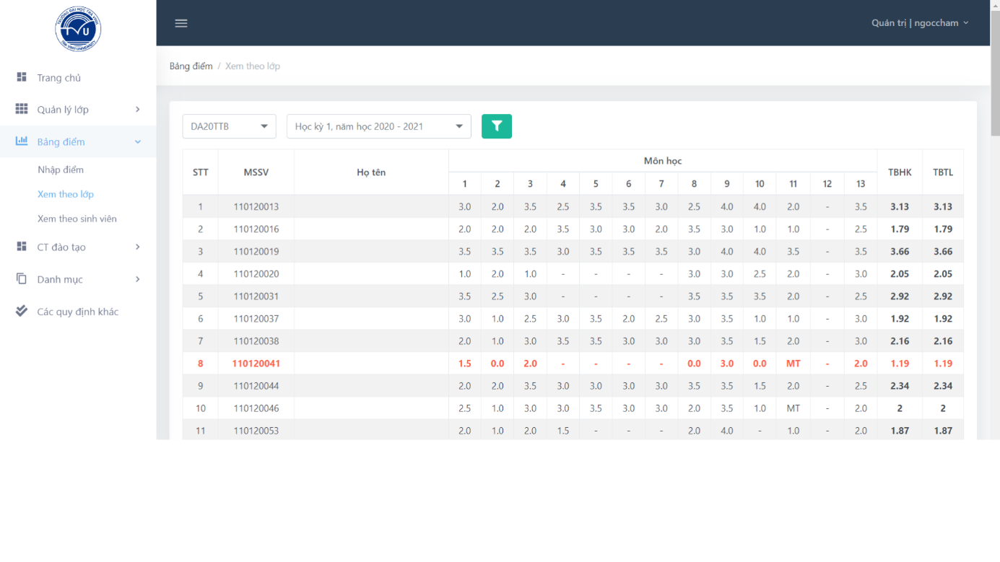 TRƯỜNG ĐẠI HỌC TRÀ VINH
TVU
TRA VINH UNIVERSITY
Quản trị | ngoccham
Trang chủ
Quản lý lớp
Bảng điểm
Nhập điểm
Xem theo lớp
Xem theo sinh viên
CT đào tạo
Danh mục
Các quy định khác
Bảng điểm / Xem theo lớp
DA20TTB Học kỳ 1, năm học 2020 - 2021
STT MSSV Họ tên Môn học TBHK TBTL
1 2 3 4 5 6 7 8 9 10 11 12 13
1 110120013 3.0 2.0 3.5 2.5 3.5 3.5 3.0 2.5 4.0 4.0 2.0 - 3.5 3.13 3.13
2 110120016 2.0 2.0 2.0 3.5 3.0 3.0 2.0 3.5 3.0 1.0 1.0 - 2.5 1.79 1.79
3 110120019 3.5 3.5 3.5 3.0 3.5 3.5 3.5 3.0 4.0 4.0 3.5 - 3.5 3.66 3.66
4 110120020 1.0 2.0 1.0 - - - - 3.0 3.0 2.5 2.0 - 3.0 2.05 2.05
5 110120031 3.5 2.5 3.0 - - - - 3.5 3.5 3.5 2.0 - 2.5 2.92 2.92
6 110120037 3.0 1.0 2.5 3.0 3.5 2.0 2.5 3.0 3.5 1.0 1.0 - 3.0 1.92 1.92
7 110120038 2.0 1.0 3.0 3.5 3.5 3.0 3.0 3.0 3.5 1.5 2.0 - 3.0 2.16 2.16
8 110120041 1.5 0.0 2.0 - - - - 0.0 3.0 0.0 MT - 2.0 1.19 1.19
9 110120044 2.0 2.0 3.5 3.0 3.0 3.0 3.0 3.5 3.5 1.5 2.0 - 2.5 2.34 2.34
10 110120046 2.5 1.0 3.0 3.0 3.5 3.0 3.0 2.0 3.5 1.0 MT - 2.0 2 2
11 110120053 2.0 1.0 2.0 1.5 - - - 2.0 4.0 - 1.0 - 2.0 1.87 1.87